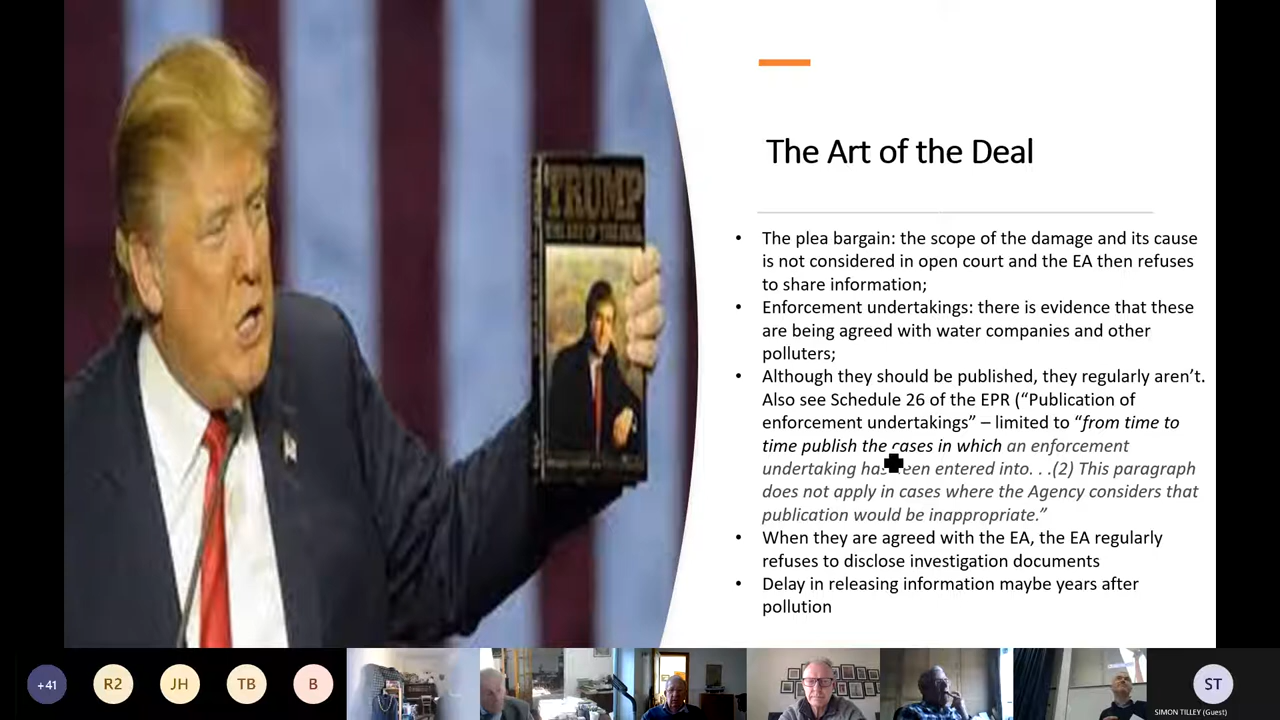 TRUMP
The Art of the Deal
• The plea bargain: the scope of the damage and its cause
is not considered in open court and the EA then refuses
to share information;
• Enforcement undertakings: there is evidence that these
are being agreed with water companies and other
polluters;
• Although they should be published, they regularly aren’t.
Also see Schedule 26 of the EPR (“Publication of
enforcement undertakings” – limited to “from time to
time publish the cases in which an enforcement
undertaking has been entered into. . .(2) This paragraph
does not apply in cases where the Agency considers that
publication would be inappropriate.”
• When they are agreed with the EA, the EA regularly
refuses to disclose investigation documents
• Delay in releasing information maybe years after
pollution
+41
R2
JH
TB
B
ST
SIMON TILLEY (Guest)